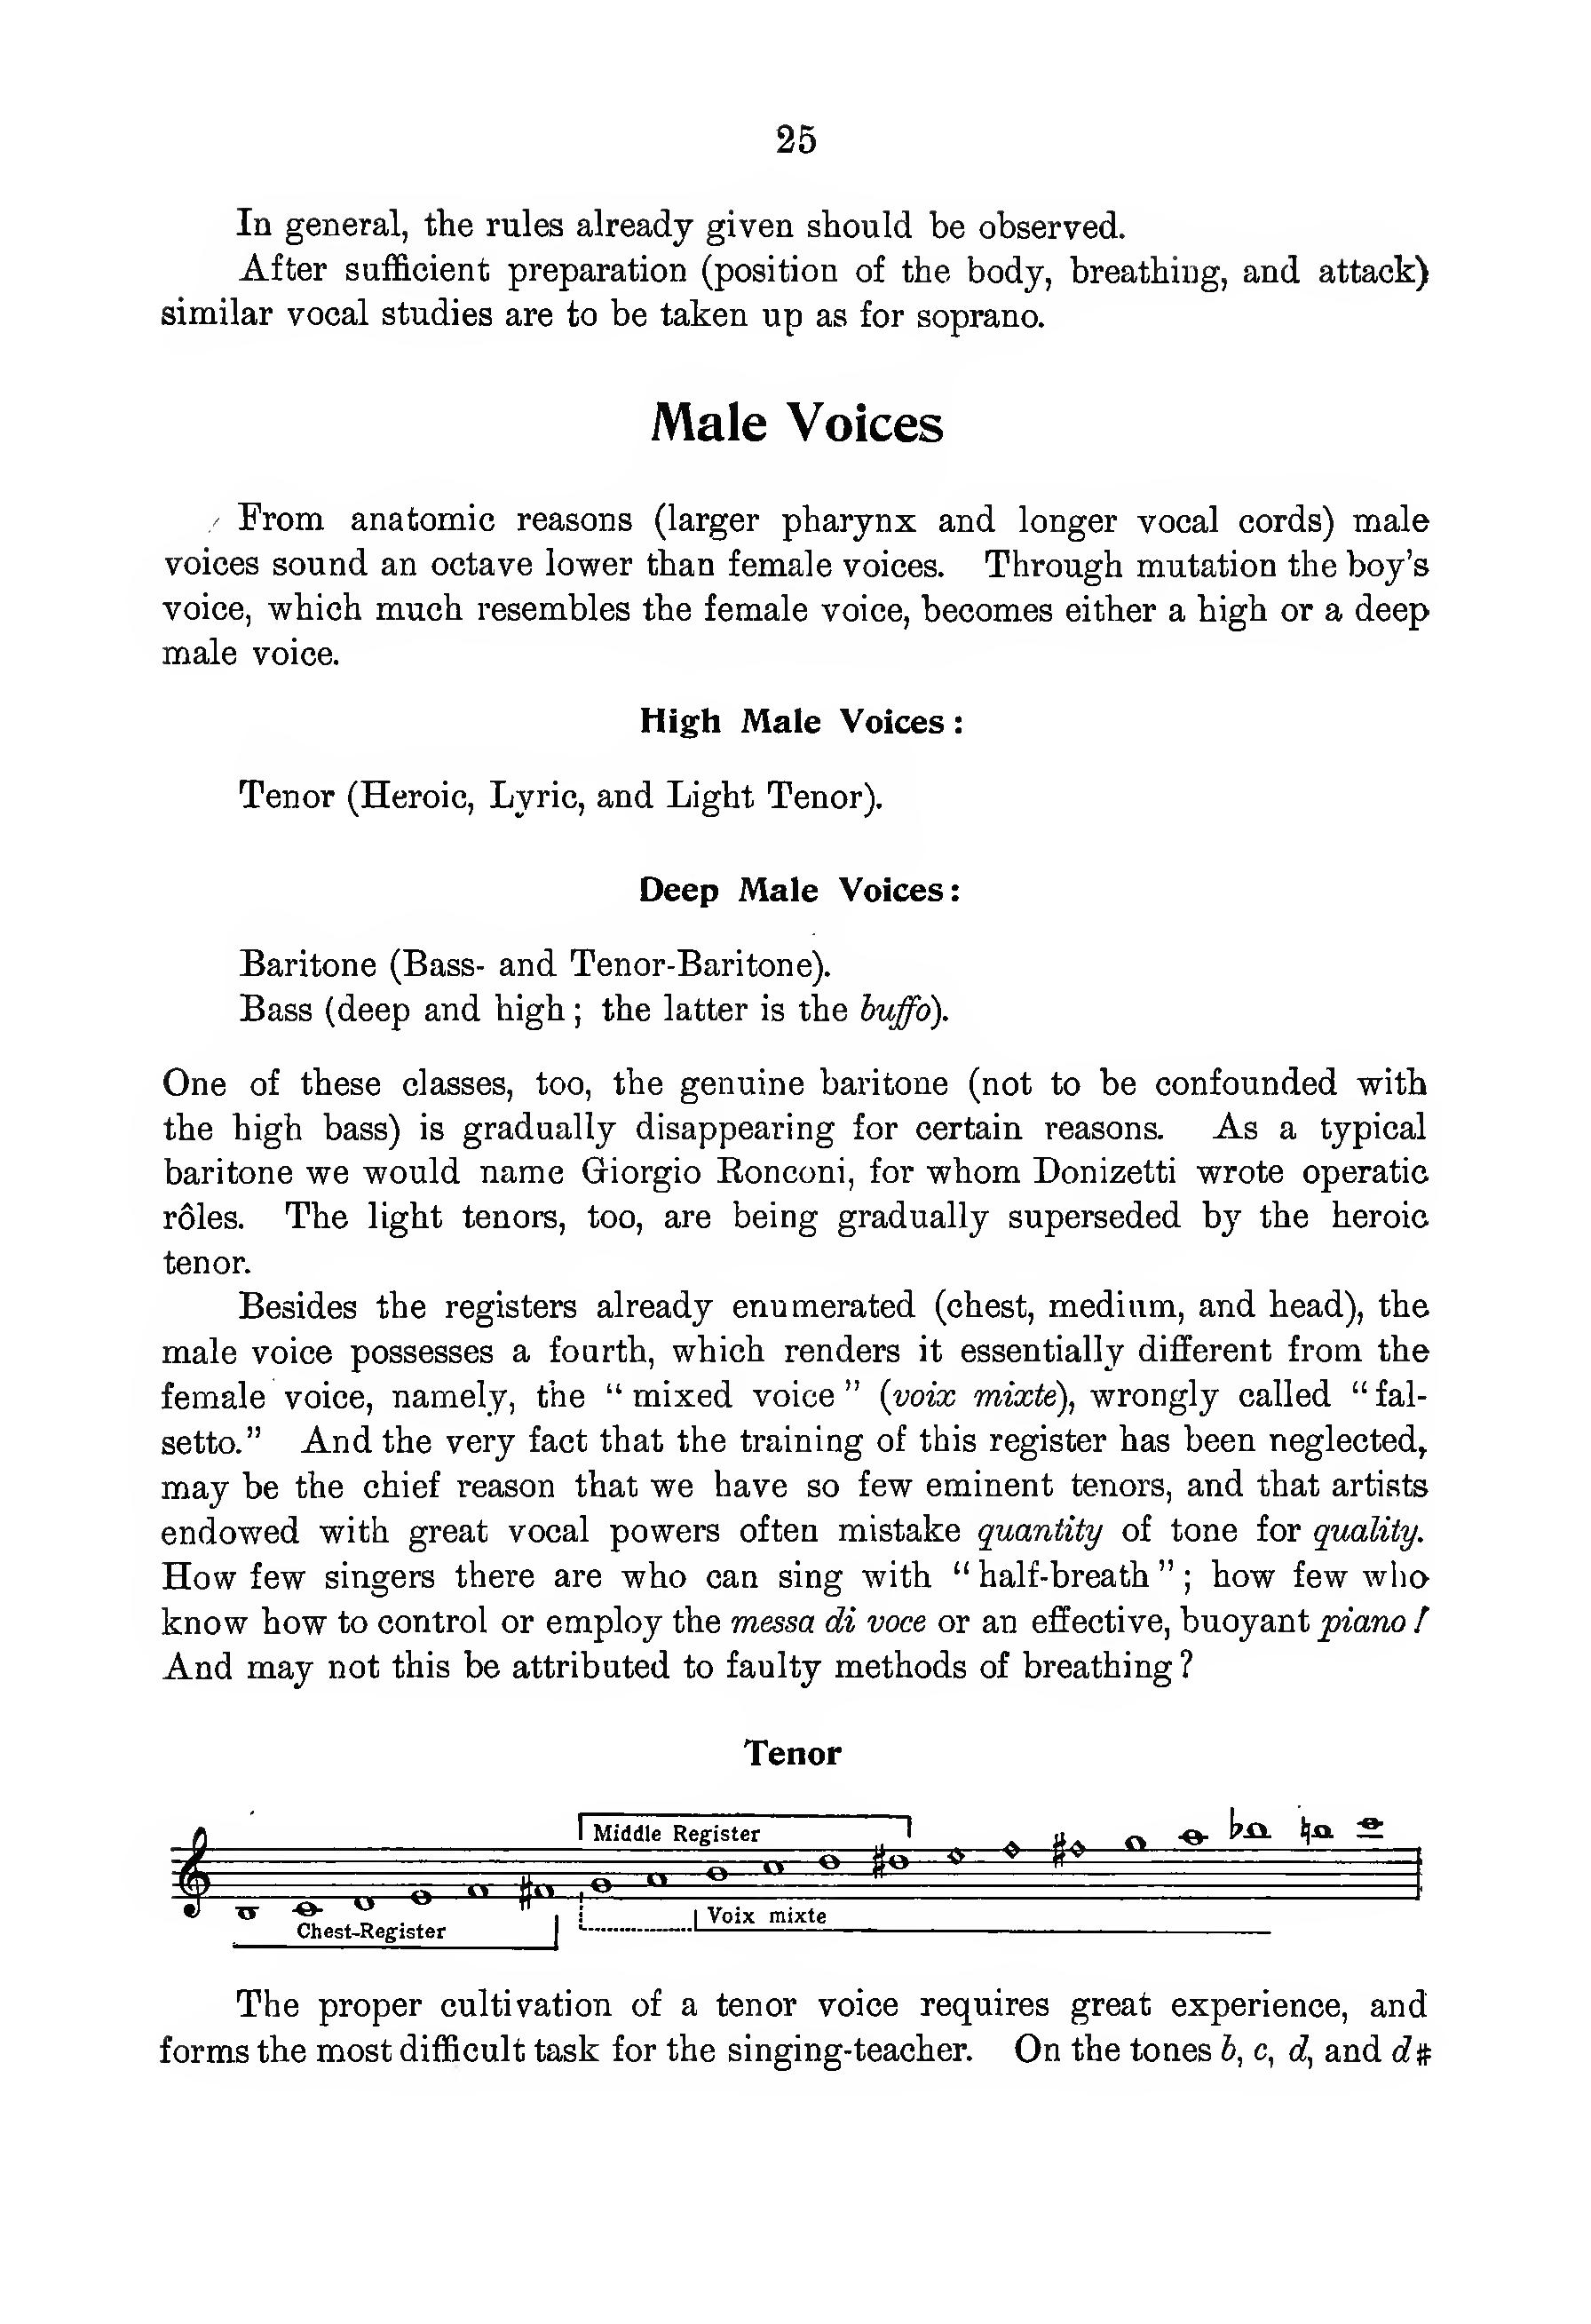 25
In general, the rules already given should be observed.
After sufficient preparation (position of the body, breathing, and attack)
similar vocal studies are to be taken up as for soprano.
Male Voices
From anatomic reasons (larger pharynx and longer vocal cords) male
voices sound an octave lower than female voices. Through mutation the boy's
voice, which much resembles the female voice, becomes either a high or a deep
male voice.
High Male Voices:
Tenor (Heroic, Lyric, and Light Tenor).
Deep Male Voices:
Baritone (Bass- and Tenor-Baritone).
Bass (deep and high; the latter is the buffo).
One of these classes, too, the genuine baritone (not to be confounded with
the high bass) is gradually disappearing for certain reasons. As a typical
baritone we would name Giorgio Ronconi, for whom Donizetti wrote operatic
rôles. The light tenors, too, are being gradually superseded by the heroic
tenor.
Besides the registers already enumerated (chest, medium, and head), the
male voice possesses a fourth, which renders it essentially different from the
female voice, namely, the "mixed voice" (voix mixte), wrongly called "fal-
setto." And the very fact that the training of this register has been neglected,
may be the chief reason that we have so few eminent tenors, and that artists
endowed with great vocal powers often mistake quantity of tone for quality.
How few singers there are who can sing with "half-breath"; how few who
know how to control or employ the messa di voce or an effective, buoyant piano!
And may not this be attributed to faulty methods of breathing?
Tenor
Middle Register
Chest-Register
Voix mixte
The proper cultivation of a tenor voice requires great experience, and
forms the most difficult task for the singing-teacher. On the tones b, c, d, and d♯